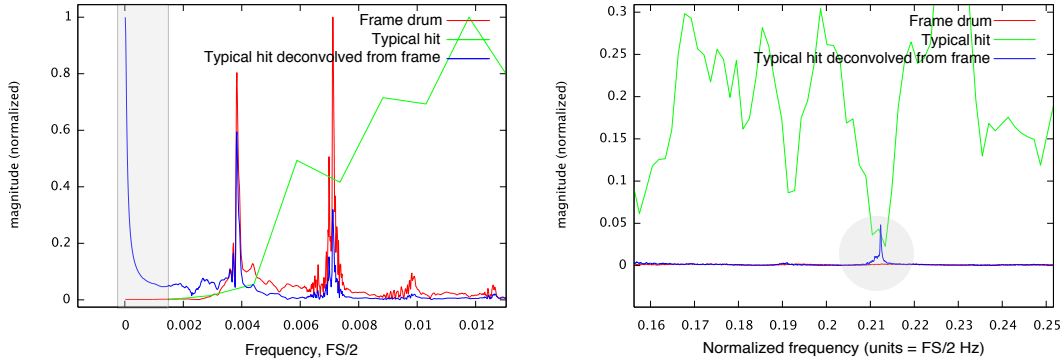 Frame drum
Typical hit
Typical hit deconvolved from frame
magnitude (normalized)
1
0.8
0.6
0.4
0.2
0
0 0.002 0.004 0.006 0.008 0.01 0.012
Frequency, FS/2
Frame drum
Typical hit
Typical hit deconvolved from frame
magnitude (normalized)
0.3
0.25
0.2
0.15
0.1
0.05
0
0.16 0.17 0.18 0.19 0.2 0.21 0.22 0.23 0.24 0.25
Normalized frequency (units = FS/2 Hz)